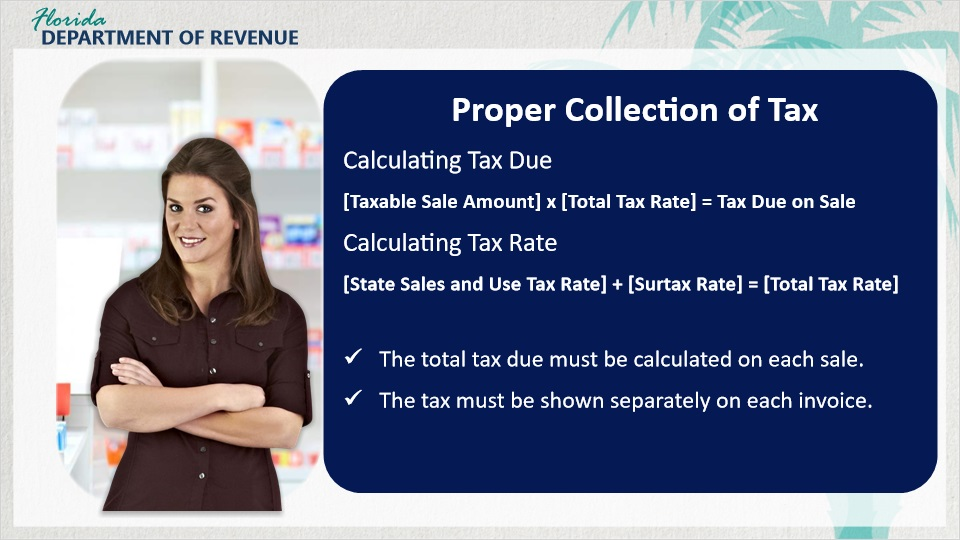 Florida
DEPARTMENT OF REVENUE
Proper Collection of Tax
Calculating Tax Due
[Taxable Sale Amount] x [Total Tax Rate] = Tax Due on Sale
Calculating Tax Rate
[State Sales and Use Tax Rate] + [Surtax Rate] = [Total Tax Rate]
✓ The total tax due must be calculated on each sale.
✓ The tax must be shown separately on each invoice.